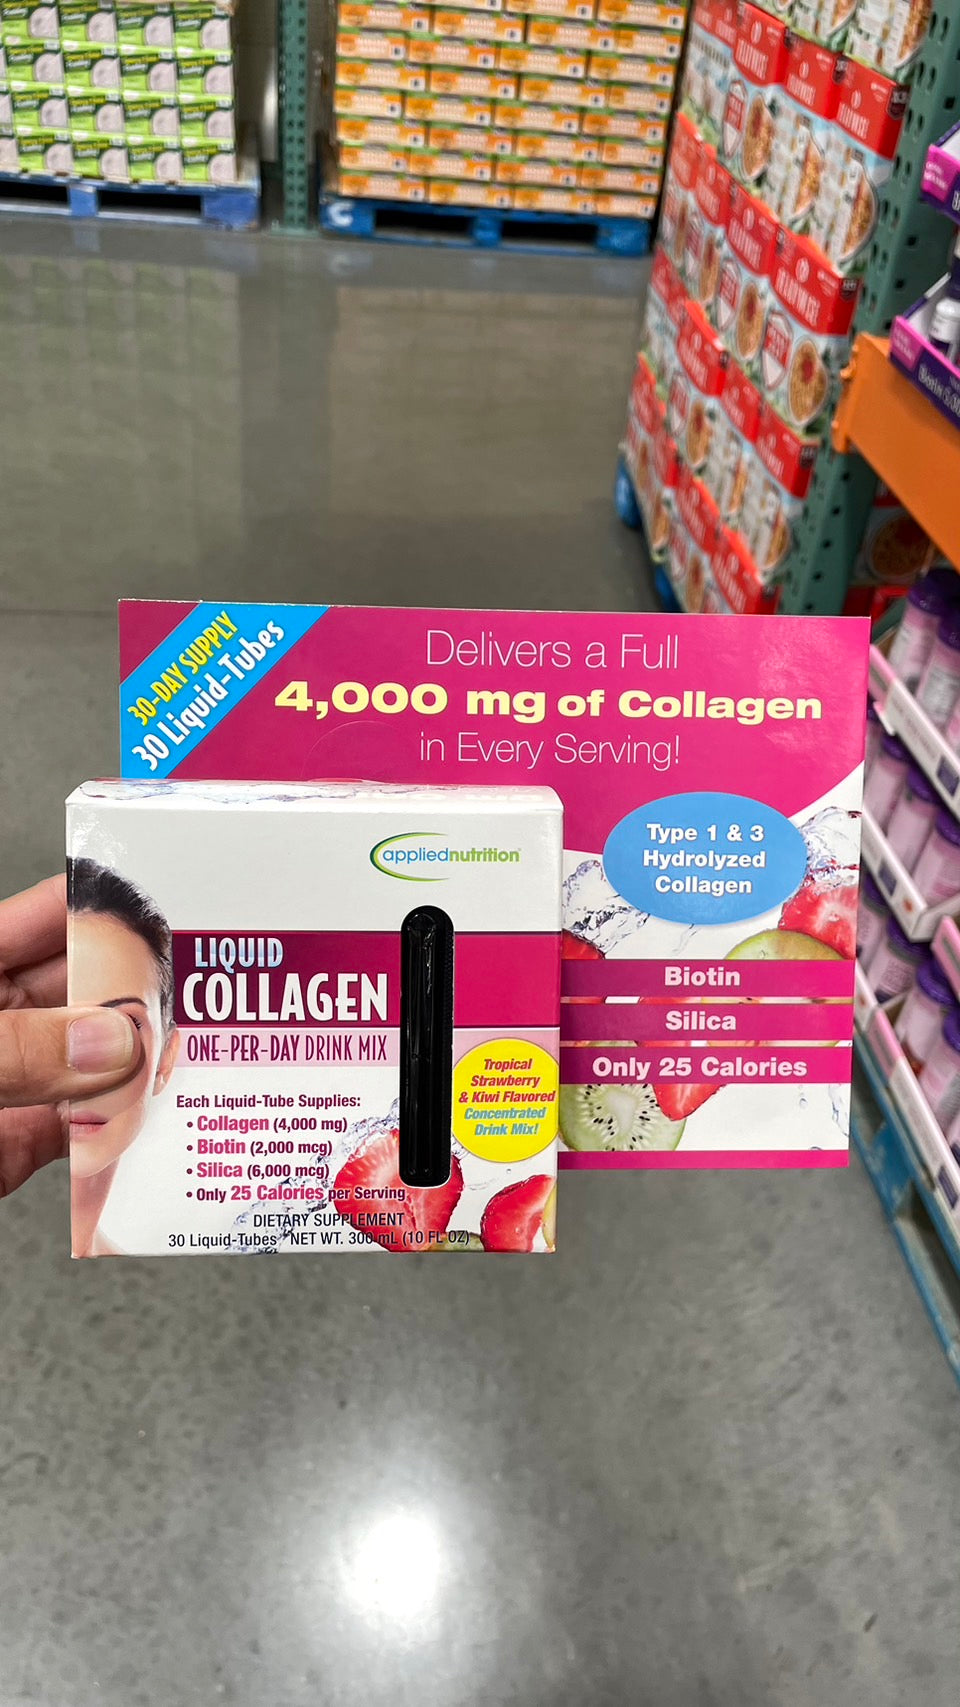 30-DAY SUPPLY
30 Liquid-Tubes
Delivers a Full
4,000 mg of Collagen
in Every Serving!
Type 1 & 3
Hydrolyzed
Collagen
Biotin
Silica
Only 25 Calories
appliednutrition
LIQUID
COLLAGEN
ONE-PER-DAY DRINK MIX
Each Liquid-Tube Supplies:
• Collagen (4,000 mg)
• Biotin (2,000 mcg)
• Silica (6,000 mcg)
• Only 25 Calories per Serving
Tropical
Strawberry
& Kiwi Flavored
Concentrated
Drink Mix!
DIETARY SUPPLEMENT
30 Liquid-Tubes NET WT. 300 mL (10 FL OZ)